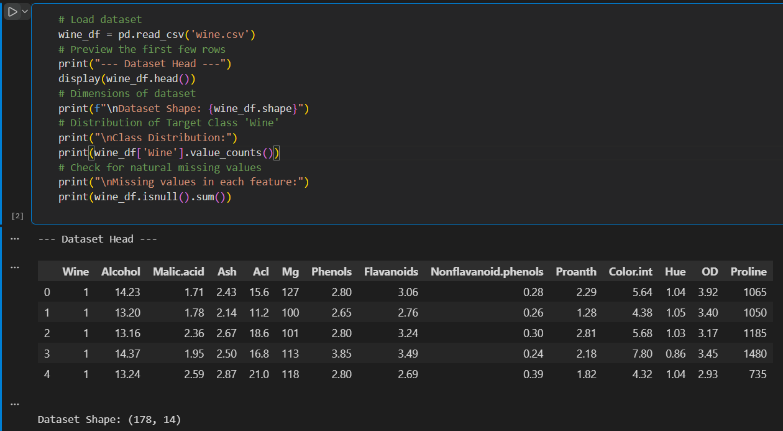 # Load dataset
wine_df = pd.read_csv('wine.csv')
# Preview the first few rows
print("--- Dataset Head ---")
display(wine_df.head())
# Dimensions of dataset
print(f"\nDataset Shape: {wine_df.shape}")
# Distribution of Target Class 'Wine'
print("\nClass Distribution:")
print(wine_df['Wine'].value_counts())
# Check for natural missing values
print("\nMissing values in each feature:")
print(wine_df.isnull().sum())
[2]
... --- Dataset Head ---
...
Wine Alcohol Malic.acid Ash Acl Mg Phenols Flavanoids Nonflavanoid.phenols Proanth Color.int Hue OD Proline
0 1 14.23 1.71 2.43 15.6 127 2.80 3.06 0.28 2.29 5.64 1.04 3.92 1065
1 1 13.20 1.78 2.14 11.2 100 2.65 2.76 0.26 1.28 4.38 1.05 3.40 1050
2 1 13.16 2.36 2.67 18.6 101 2.80 3.24 0.30 2.81 5.68 1.03 3.17 1185
3 1 14.37 1.95 2.50 16.8 113 3.85 3.49 0.24 2.18 7.80 0.86 3.45 1480
4 1 13.24 2.59 2.87 21.0 118 2.80 2.69 0.39 1.82 4.32 1.04 2.93 735
...
Dataset Shape: (178, 14)